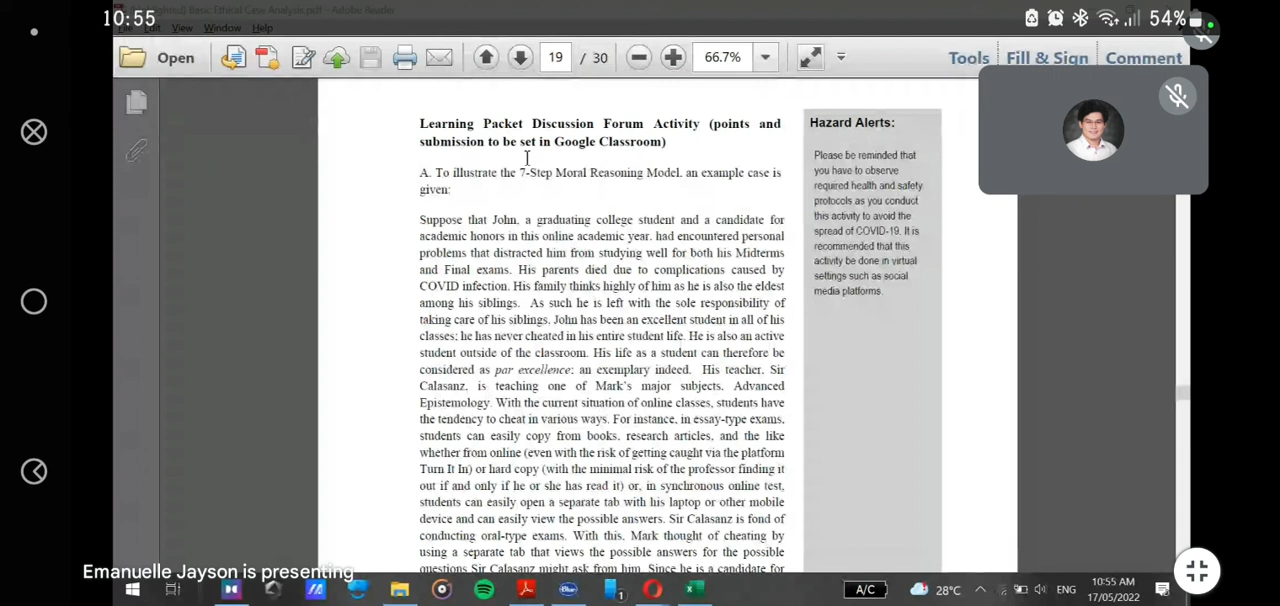 10:55
54%
(Highlighted) Basic Ethical Case Analysis.pdf - Adobe Reader
File Edit View Window Help
Open 19 / 30 66.7% Tools Fill & Sign Comment
Learning Packet Discussion Forum Activity (points and
submission to be set in Google Classroom)
A. To illustrate the 7-Step Moral Reasoning Model, an example case is
given:
Suppose that John, a graduating college student and a candidate for
academic honors in this online academic year, had encountered personal
problems that distracted him from studying well for both his Midterms
and Final exams. His parents died due to complications caused by
COVID infection. His family thinks highly of him as he is also the eldest
among his siblings. As such he is left with the sole responsibility of
taking care of his siblings. John has been an excellent student in all of his
classes; he has never cheated in his entire student life. He is also an active
student outside of the classroom. His life as a student can therefore be
considered as par excellence; an exemplary indeed. His teacher, Sir
Calasanz, is teaching one of Mark's major subjects, Advanced
Epistemology. With the current situation of online classes, students have
the tendency to cheat in various ways. For instance, in essay-type exams,
students can easily copy from books, research articles, and the like
whether from online (even with the risk of getting caught via the platform
Turn It In) or hard copy (with the minimal risk of the professor finding it
out if and only if he or she has read it) or, in synchronous online test,
students can easily open a separate tab with his laptop or other mobile
device and can easily view the possible answers. Sir Calasanz is fond of
conducting oral-type exams. With this, Mark thought of cheating by
using a separate tab that views the possible answers for the possible
questions Sir Calasanz might ask from him. Since he is a candidate for
Hazard Alerts:
Please be reminded that
you have to observe
required health and safety
protocols as you conduct
this activity to avoid the
spread of COVID-19. It is
recommended that this
activity be done in virtual
settings such as social
media platforms.
Emanuelle Jayson is presenting
A/C
28°C
ENG
10:55 AM
17/05/2022